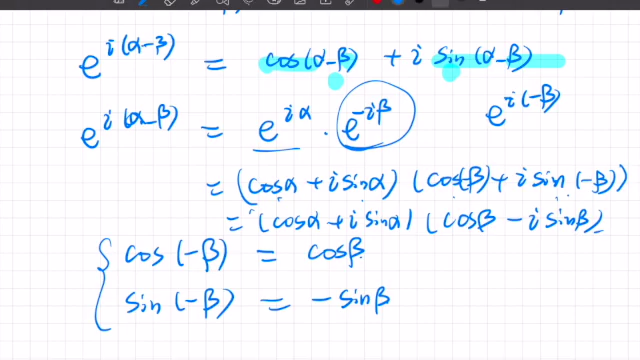 e^{i(α-β)} = cos(α-β) + i sin(α-β)
e^{i(α-β)} = e^{iα} · e^{-iβ} e^{i(-β)}
= (cosα + i sinα) (cos(β) + i sin(-β))
= (cosα + i sinα) (cosβ - i sinβ)
cos(-β) = cosβ
sin(-β) = -sinβ